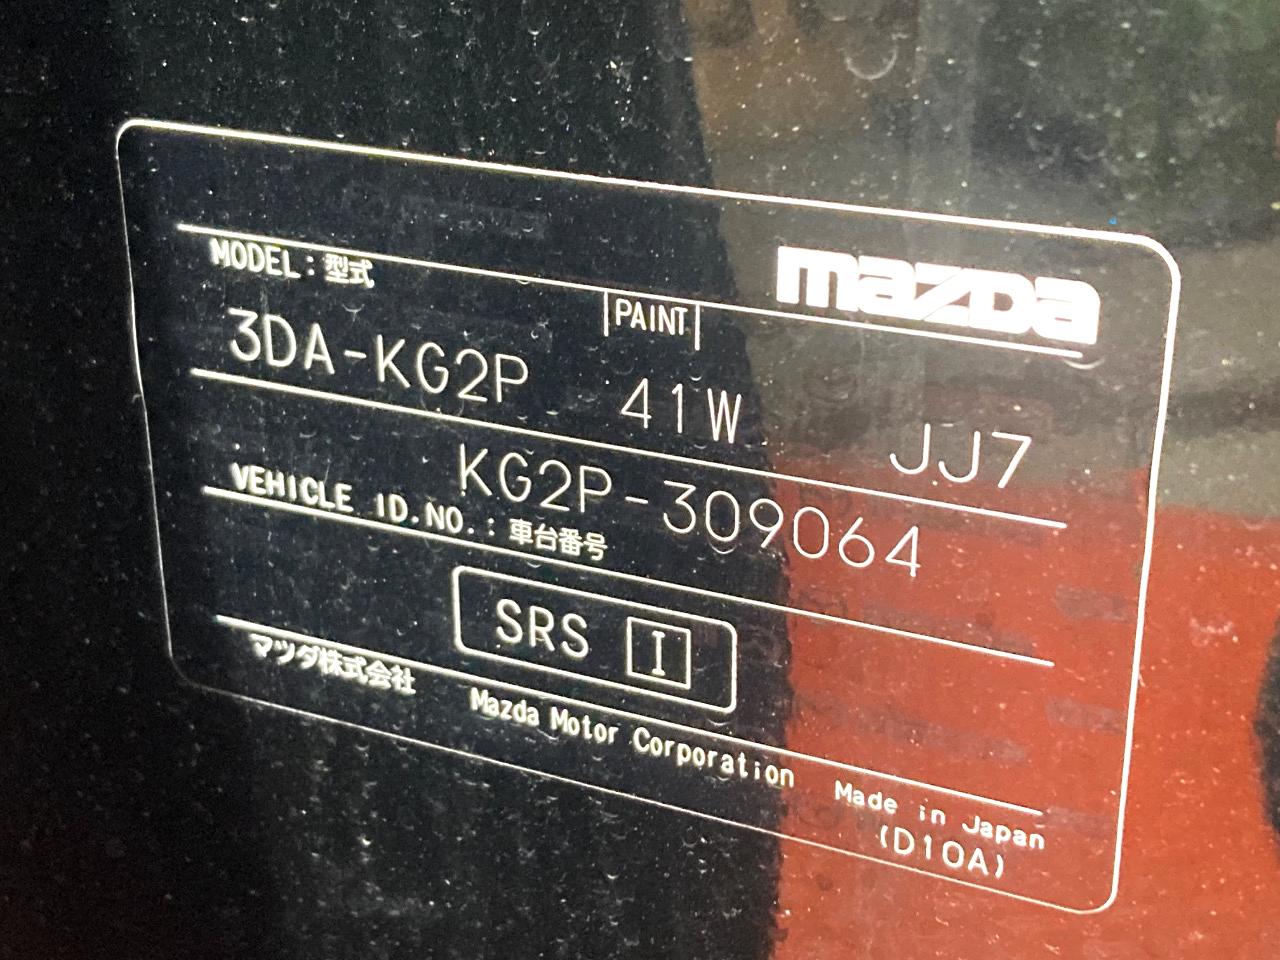 mazda
MODEL:型式
PAINT
3DA-KG2P 41W JJ7
KG2P-309064
VEHICLE ID.NO.:車台番号
SRS I
マツダ株式会社 Mazda Motor Corporation Made in Japan
(D10A)